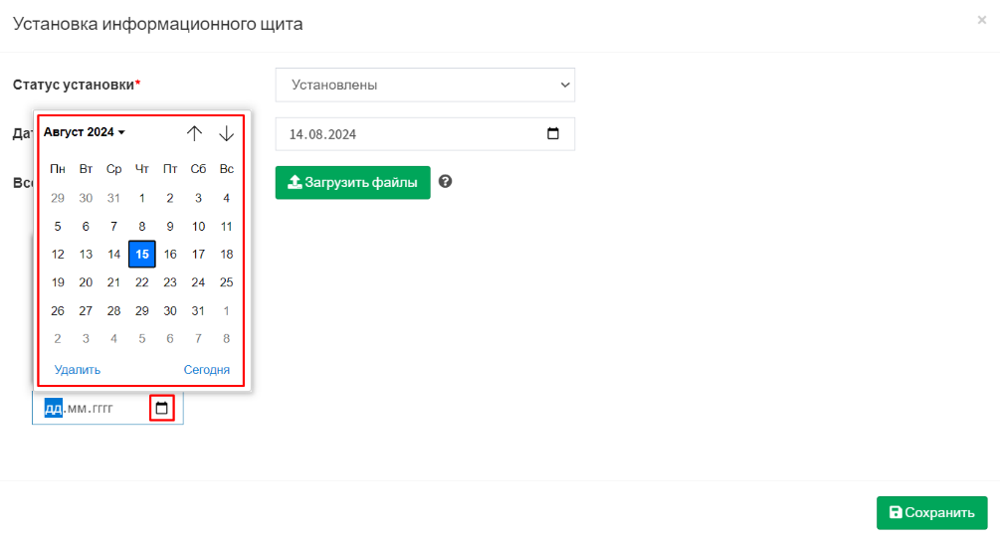 Установка информационного щита ×
Статус установки* Установлены
Да 14.08.2024
Все Загрузить файлы ?
Август 2024
Пн Вт Ср Чт Пт Сб Вс
29 30 31 1 2 3 4
5 6 7 8 9 10 11
12 13 14 15 16 17 18
19 20 21 22 23 24 25
26 27 28 29 30 31 1
2 3 4 5 6 7 8
Удалить Сегодня
дд.мм.гггг
Сохранить